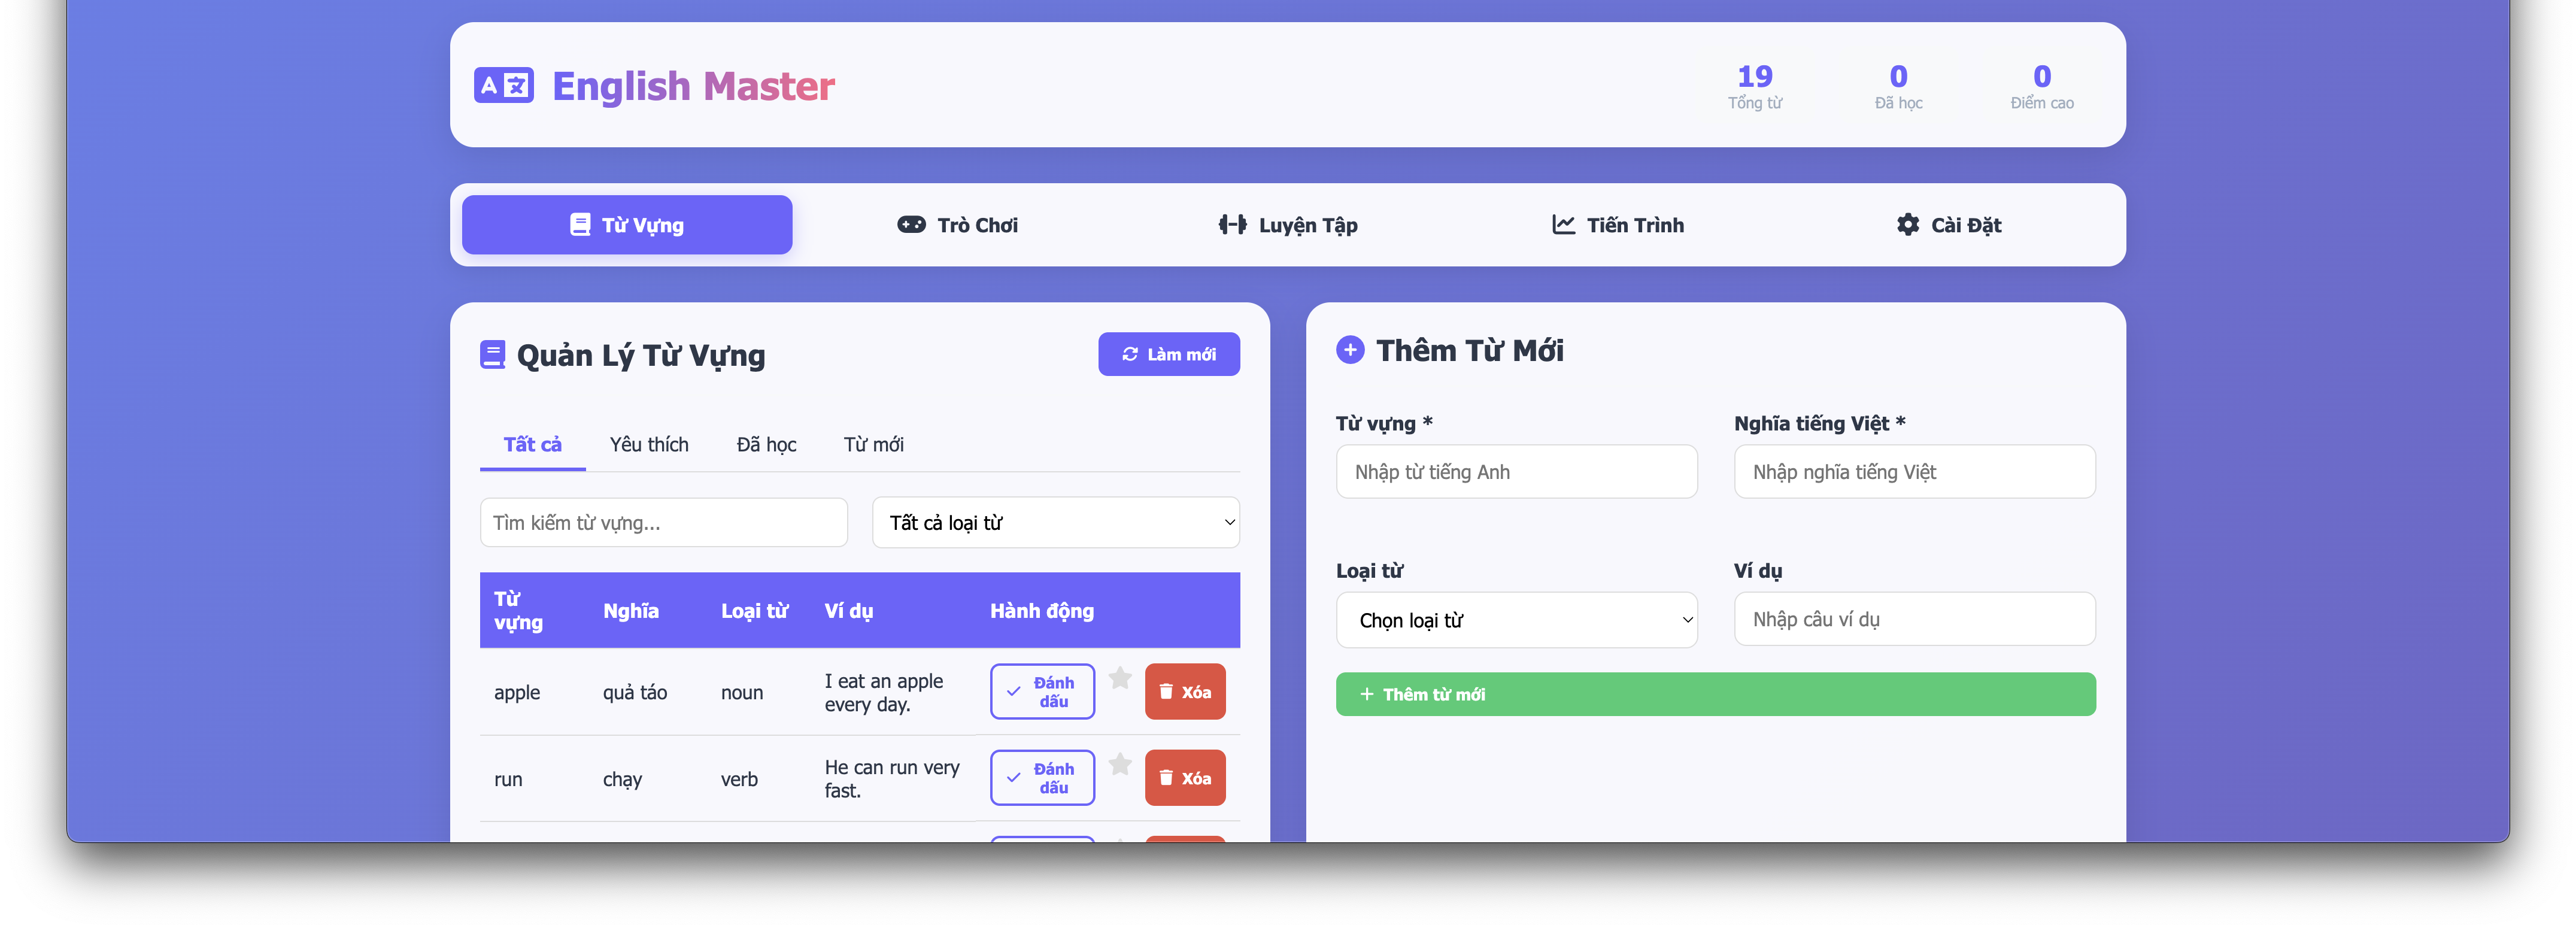 English Master
19
Tổng từ
0
Đã học
0
Điểm cao
Từ Vựng
Trò Chơi
Luyện Tập
Tiến Trình
Cài Đặt
Quản Lý Từ Vựng
Làm mới
Tất cả
Yêu thích
Đã học
Từ mới
Tìm kiếm từ vựng...
Tất cả loại từ
Từ vựng
Nghĩa
Loại từ
Ví dụ
Hành động
apple
quả táo
noun
I eat an apple
every day.
Đánh
dấu
Xóa
run
chạy
verb
He can run very
fast.
Đánh
dấu
Xóa
Thêm Từ Mới
Từ vựng *
Nhập từ tiếng Anh
Nghĩa tiếng Việt *
Nhập nghĩa tiếng Việt
Loại từ
Chọn loại từ
Ví dụ
Nhập câu ví dụ
Thêm từ mới